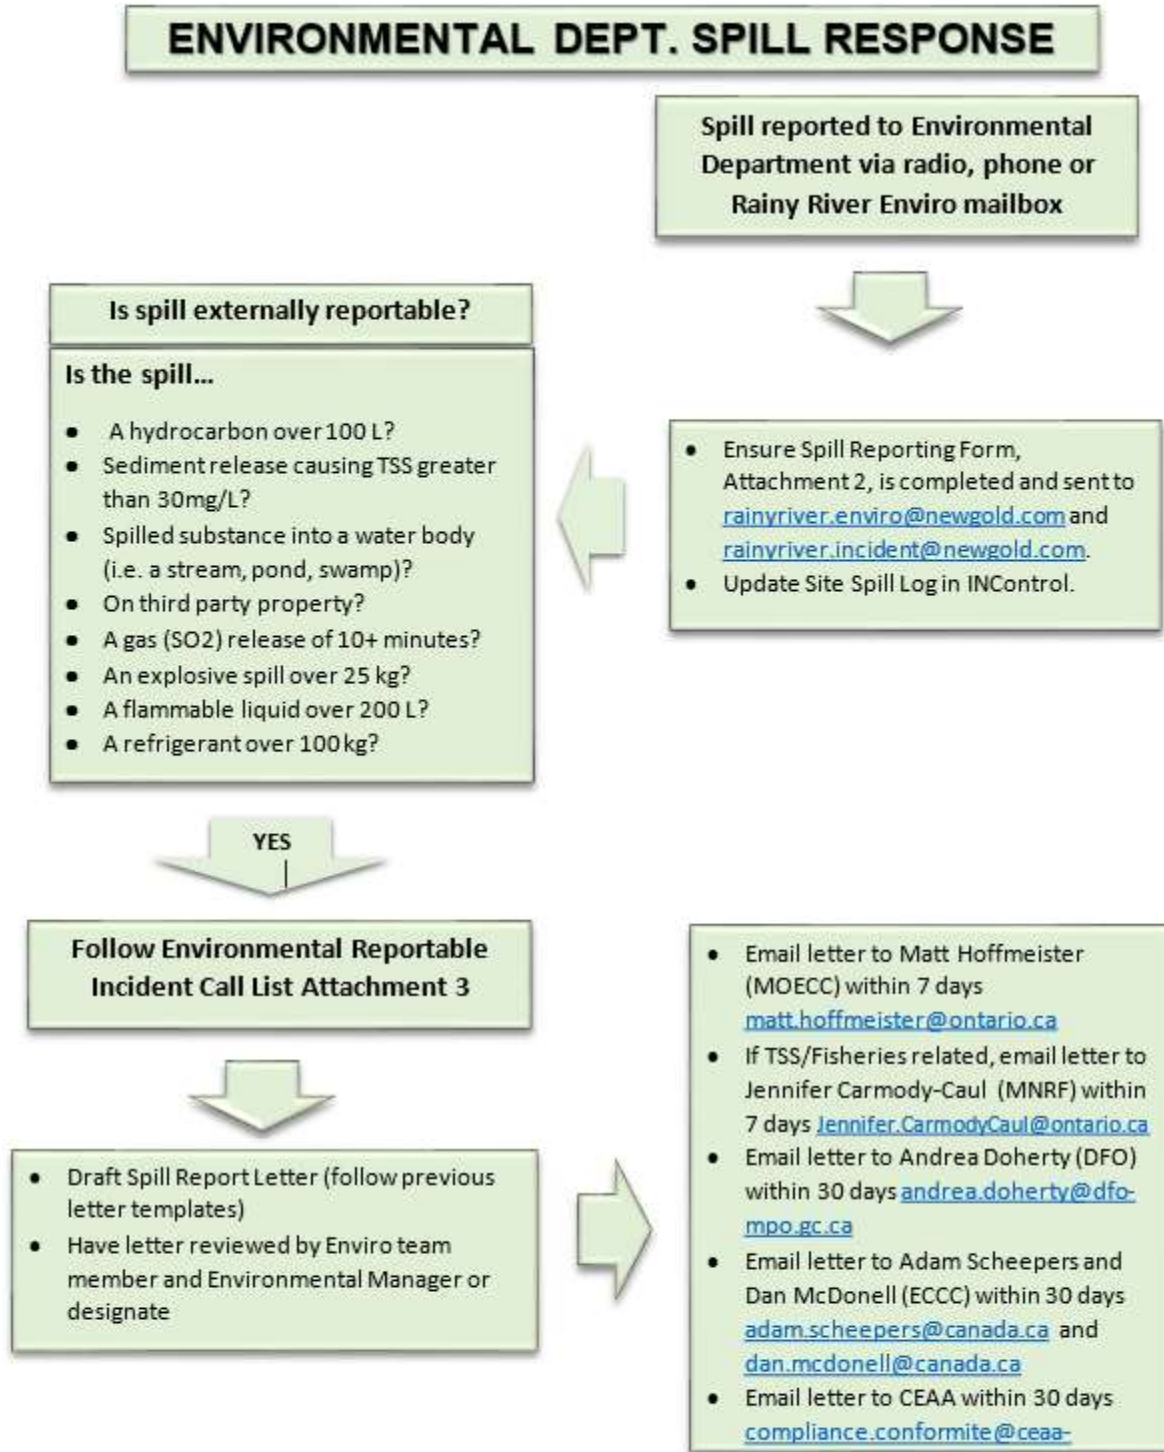 ENVIRONMENTAL DEPT. SPILL RESPONSE
Spill reported to Environmental
Department via radio, phone or
Rainy River Enviro mailbox
● Ensure Spill Reporting Form,
Attachment 2, is completed and sent to
rainyriver.enviro@newgold.com and
rainyriver.incident@newgold.com.
● Update Site Spill Log in INControl.
Is spill externally reportable?
Is the spill...
● A hydrocarbon over 100 L?
● Sediment release causing TSS greater
than 30mg/L?
● Spilled substance into a water body
(i.e. a stream, pond, swamp)?
● On third party property?
● A gas (SO2) release of 10+ minutes?
● An explosive spill over 25 kg?
● A flammable liquid over 200 L?
● A refrigerant over 100 kg?
YES
Follow Environmental Reportable
Incident Call List Attachment 3
● Draft Spill Report Letter (follow previous
letter templates)
● Have letter reviewed by Enviro team
member and Environmental Manager or
designate
● Email letter to Matt Hoffmeister
(MOECC) within 7 days
matt.hoffmeister@ontario.ca
● If TSS/Fisheries related, email letter to
Jennifer Carmody-Caul (MNRF) within
7 days Jennifer.CarmodyCaul@ontario.ca
● Email letter to Andrea Doherty (DFO)
within 30 days andrea.doherty@dfo-
mpo.gc.ca
● Email letter to Adam Scheepers and
Dan McDonell (ECCC) within 30 days
adam.scheepers@canada.ca and
dan.mcdonell@canada.ca
● Email letter to CEAA within 30 days
compliance.conformite@ceaa-